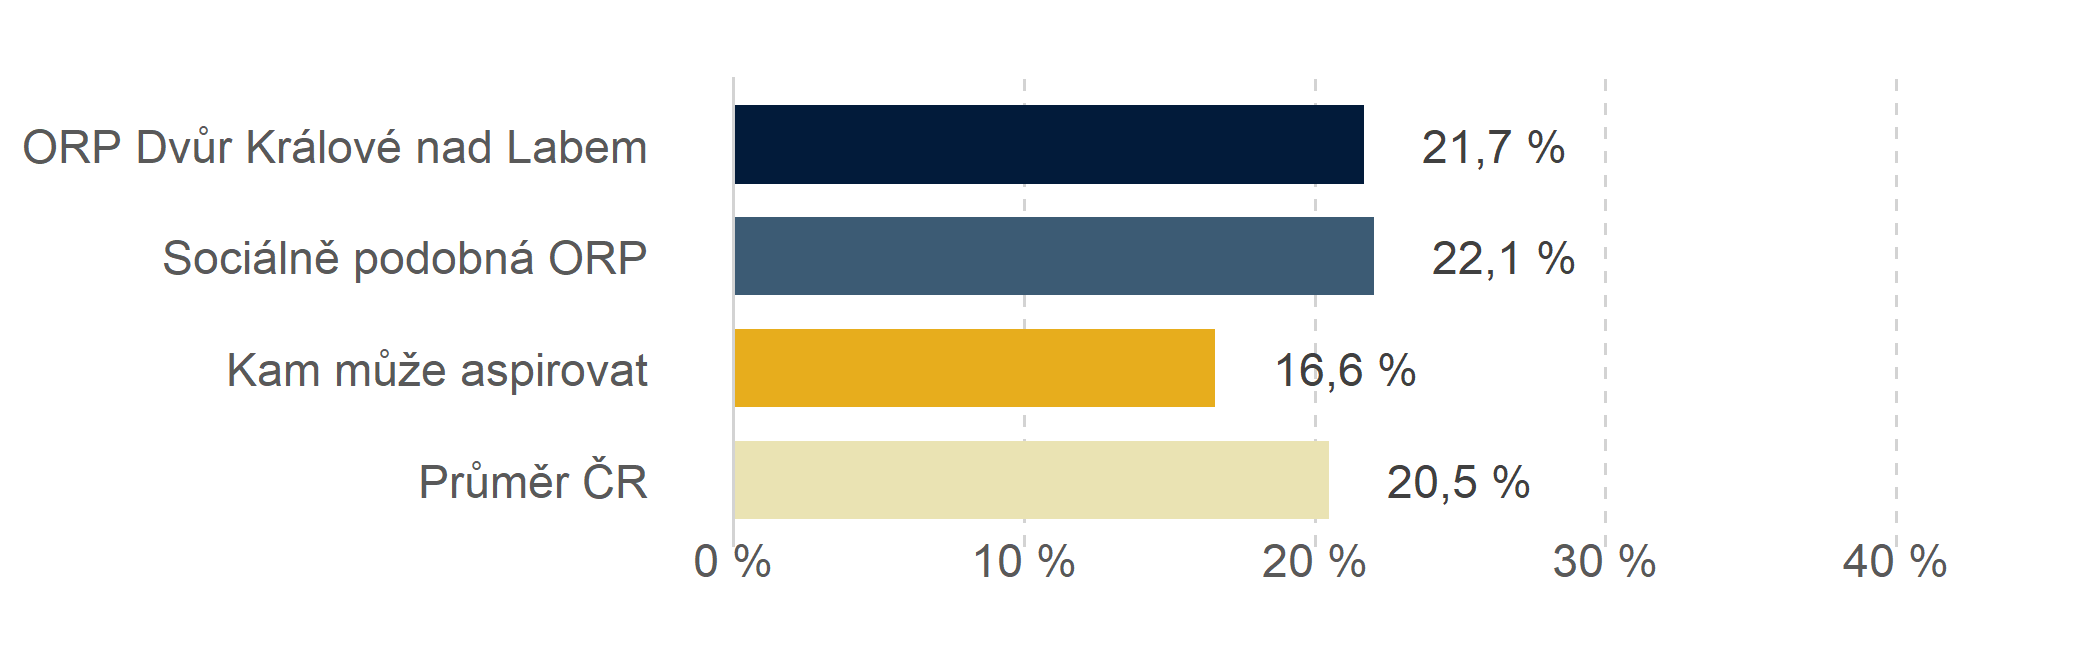 ORP Dvůr Králové nad Labem 21,7 %
Sociálně podobná ORP 22,1 %
Kam může aspirovat 16,6 %
Průměr ČR 20,5 %
0 % 10 % 20 % 30 % 40 %